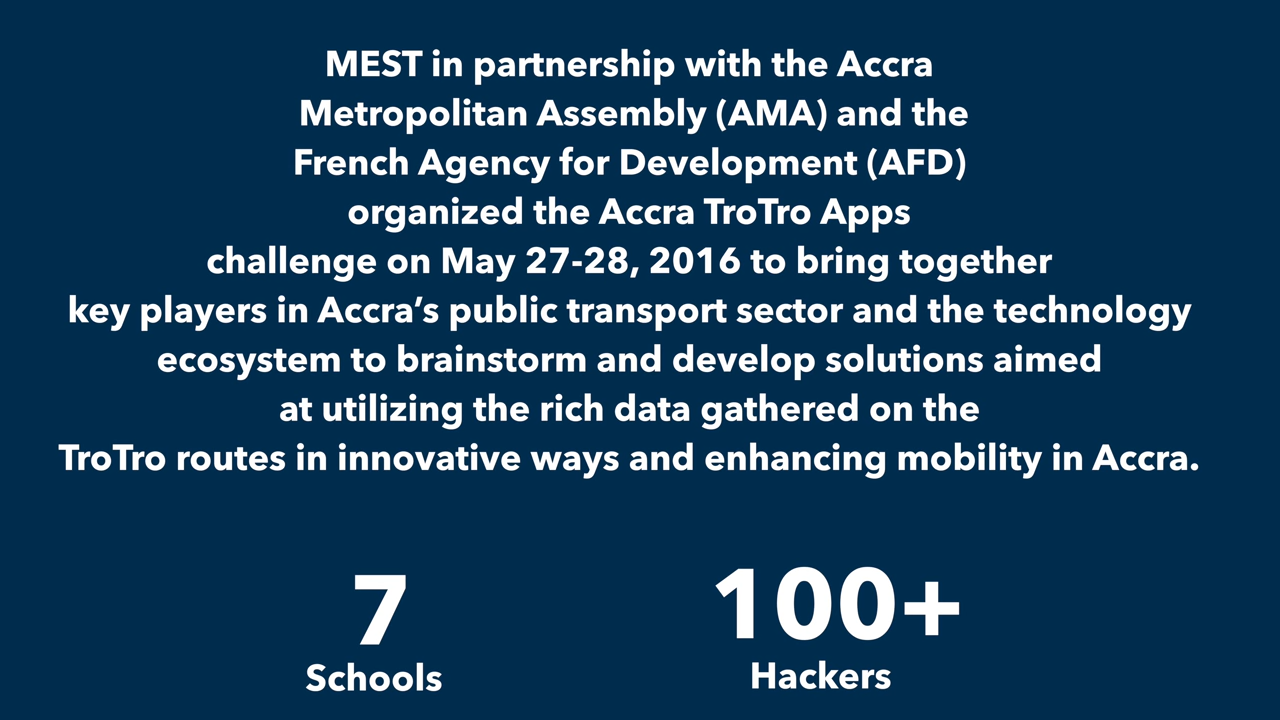 MEST in partnership with the Accra
Metropolitan Assembly (AMA) and the
French Agency for Development (AFD)
organized the Accra TroTro Apps
challenge on May 27-28, 2016 to bring together
key players in Accra’s public transport sector and the technology
ecosystem to brainstorm and develop solutions aimed
at utilizing the rich data gathered on the
TroTro routes in innovative ways and enhancing mobility in Accra.
7
Schools
100+
Hackers